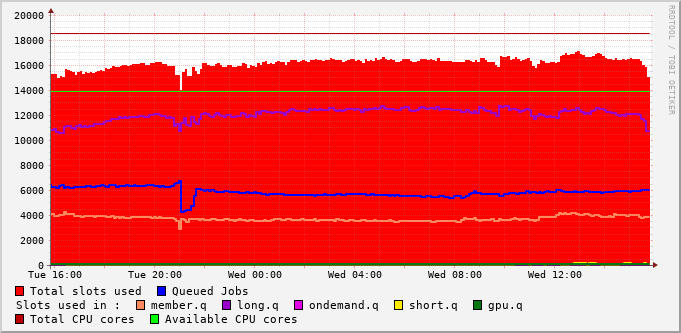 20000
18000
16000
14000
12000
10000
8000
6000
4000
2000
0
Tue 16:00 Tue 20:00 Wed 00:00 Wed 04:00 Wed 08:00 Wed 12:00
Total slots used Queued Jobs
Slots used in : member.q long.q ondemand.q short.q gpu.q
Total CPU cores Available CPU cores
RRDTOOL / TOBI OETIKER